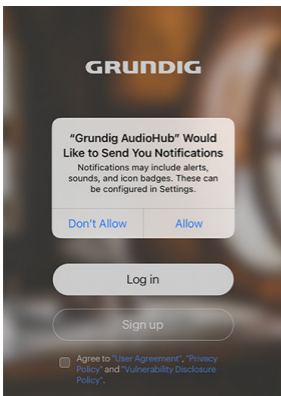 GRUNDIG
“Grundig AudioHub” Would
Like to Send You Notifications
Notifications may include alerts,
sounds, and icon badges. These can
be configured in Settings.
Don't Allow
Allow
Log in
Sign up
Agree to "User Agreement", "Privacy
Policy" and "Vulnerability Disclosure
Policy".